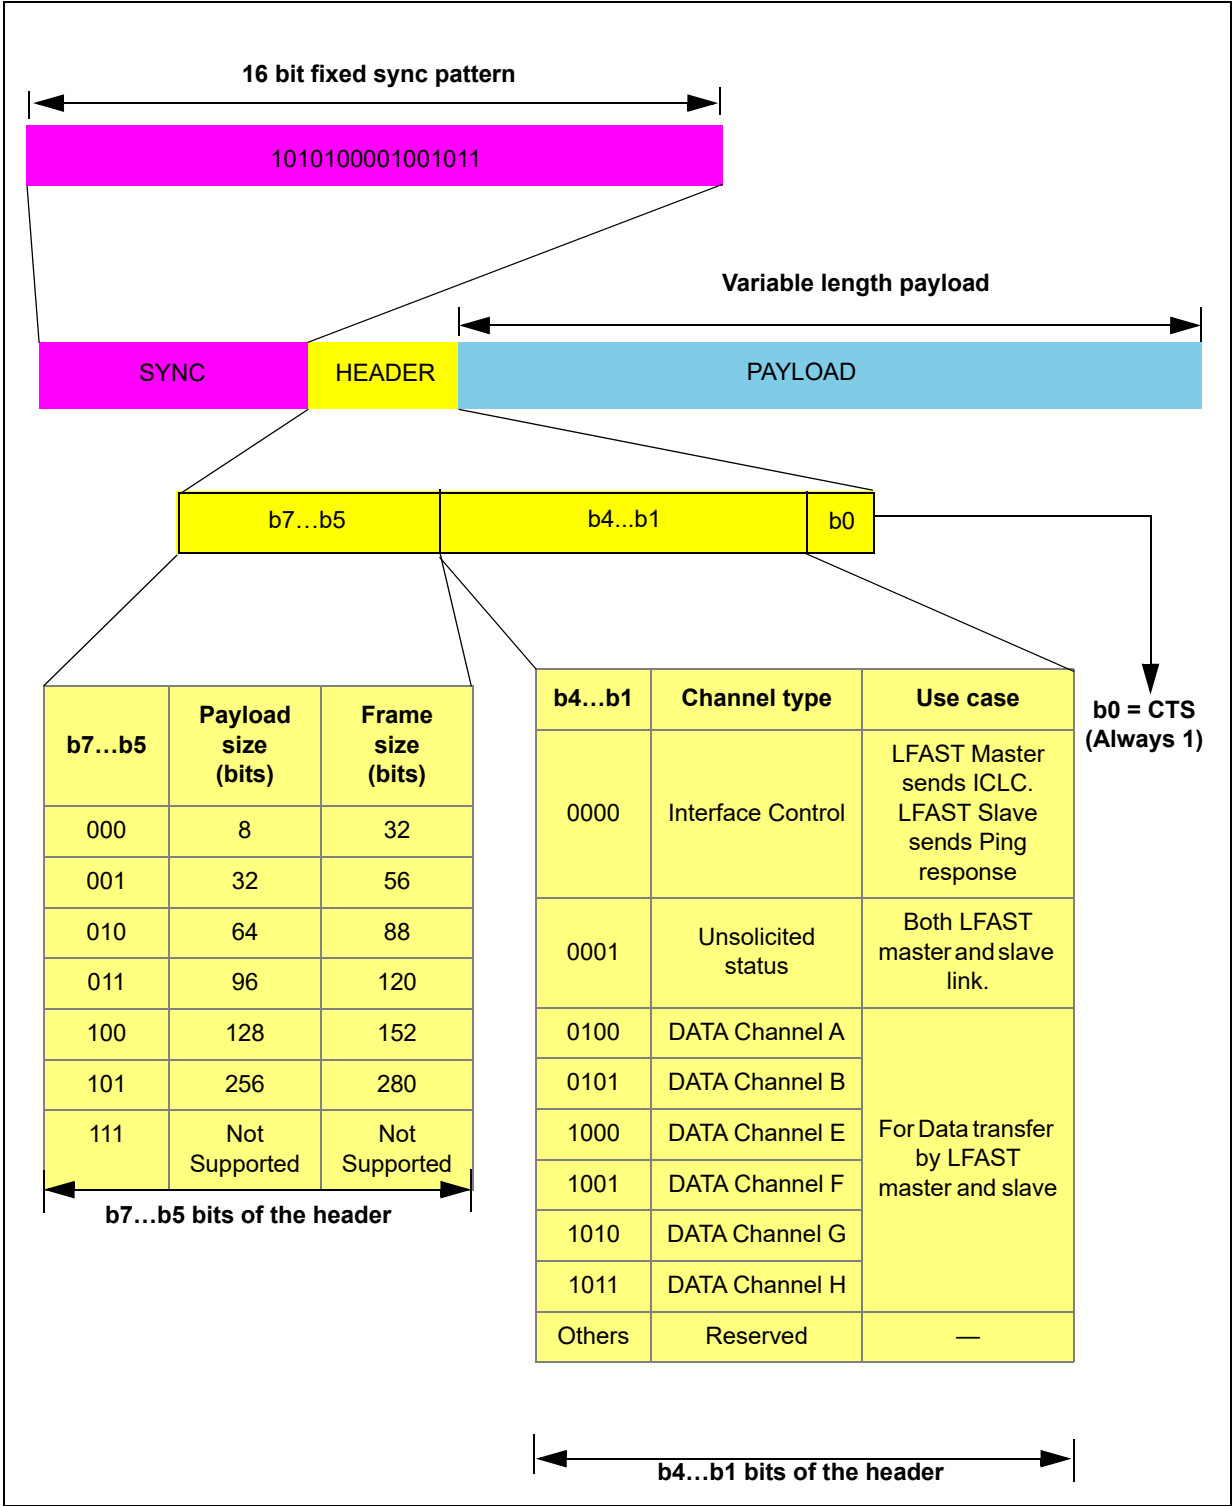 16 bit fixed sync pattern
1010100001001011
Variable length payload
SYNC
HEADER
PAYLOAD
b7…b5
b4...b1
b0
b0 = CTS
(Always 1)
b7…b5
Payload
size
(bits)
Frame
size
(bits)
000
8
32
001
32
56
010
64
88
011
96
120
100
128
152
101
256
280
111
Not
Supported
Not
Supported
b7…b5 bits of the header
b4…b1
Channel type
Use case
0000
Interface Control
LFAST Master
sends ICLC.
LFAST Slave
sends Ping
response
0001
Unsolicited
status
Both LFAST
master and slave
link.
0100
DATA Channel A
0101
DATA Channel B
1000
DATA Channel E
1001
DATA Channel F
1010
DATA Channel G
1011
DATA Channel H
For Data transfer
by LFAST
master and slave
Others
Reserved
—
b4…b1 bits of the header